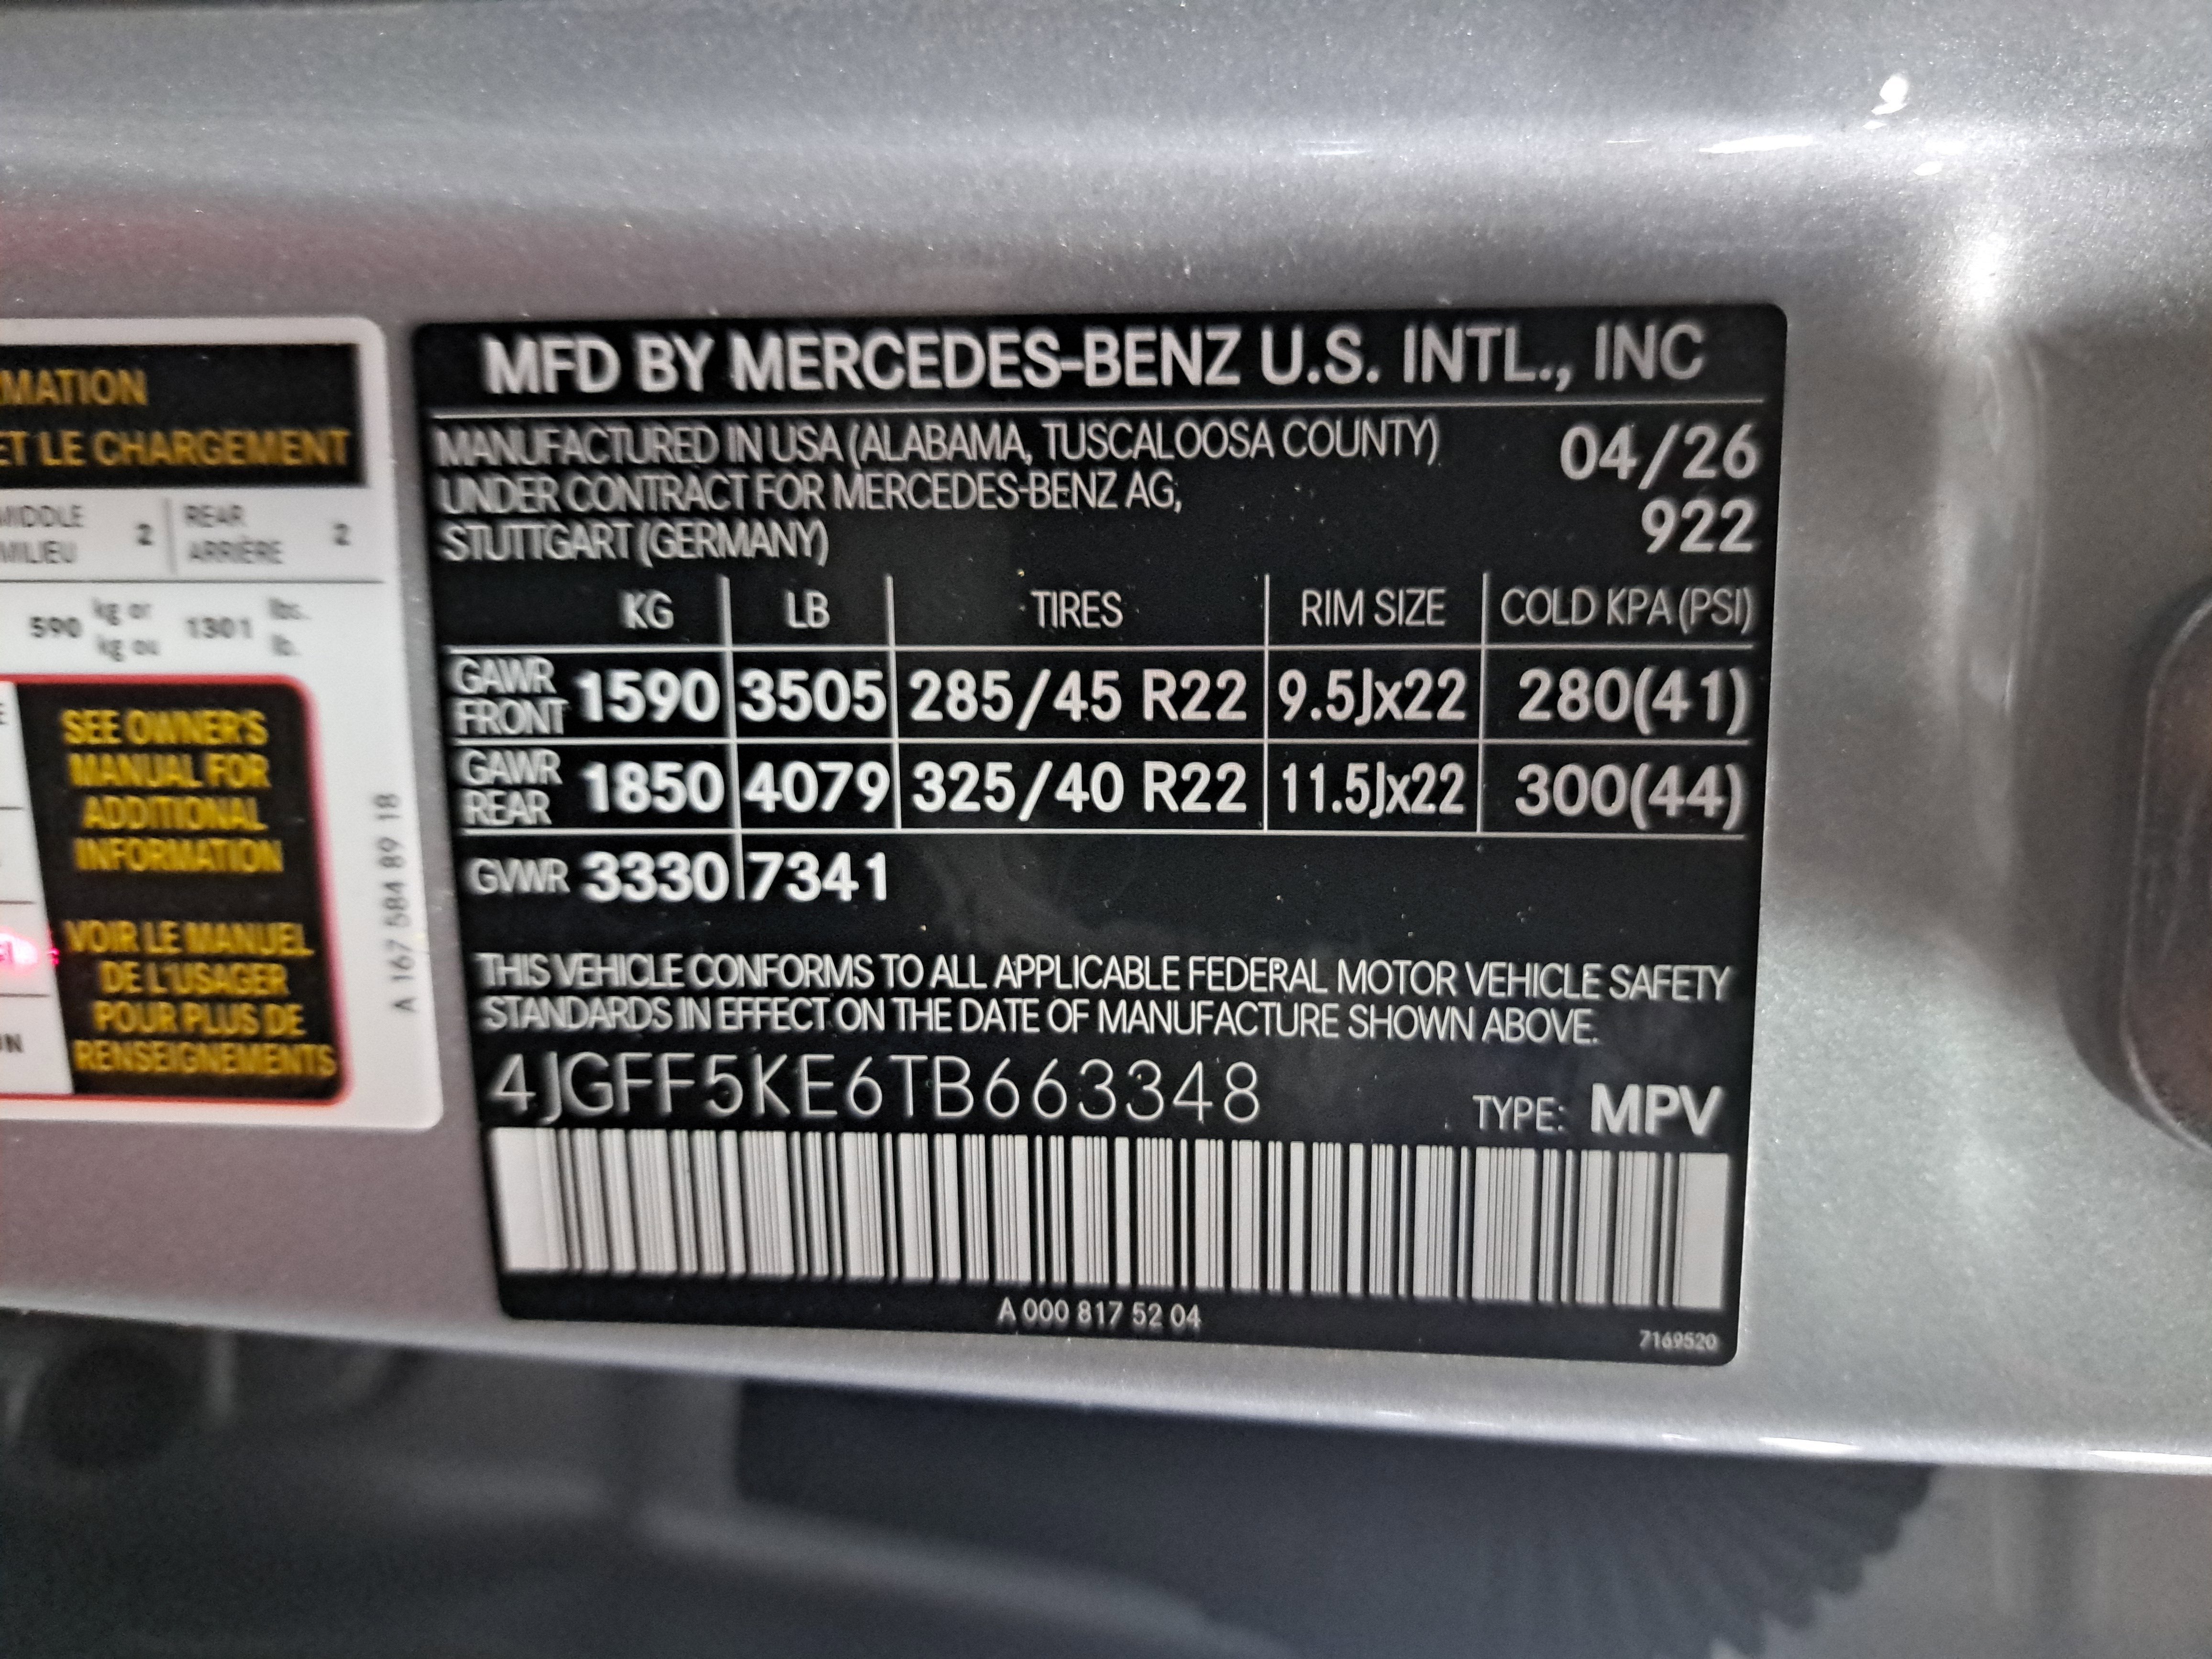 MATION
ET LE CHARGEMENT
MIDDLE
MILIEU
2
REAR
ARRIÈRE
2
590 kg or
kg ou
1301 lbs.
lb.
SEE OWNER'S
MANUAL FOR
ADDITIONAL
INFORMATION
VOIR LE MANUEL
DE L'USAGER
POUR PLUS DE
RENSEIGNEMENTS
A 167 584 89 18
MFD BY MERCEDES-BENZ U.S. INTL., INC
MANUFACTURED IN USA (ALABAMA, TUSCALOOSA COUNTY) 04/26
UNDER CONTRACT FOR MERCEDES-BENZ AG, 922
STUTTGART (GERMANY)
KG LB TIRES RIM SIZE COLD KPA (PSI)
GAWR FRONT 1590 3505 285/45 R22 9.5Jx22 280(41)
GAWR REAR 1850 4079 325/40 R22 11.5Jx22 300(44)
GVWR 3330 7341
THIS VEHICLE CONFORMS TO ALL APPLICABLE FEDERAL MOTOR VEHICLE SAFETY
STANDARDS IN EFFECT ON THE DATE OF MANUFACTURE SHOWN ABOVE.
4JGFF5KE6TB663348 TYPE: MPV
A 000 817 52 04
7169520